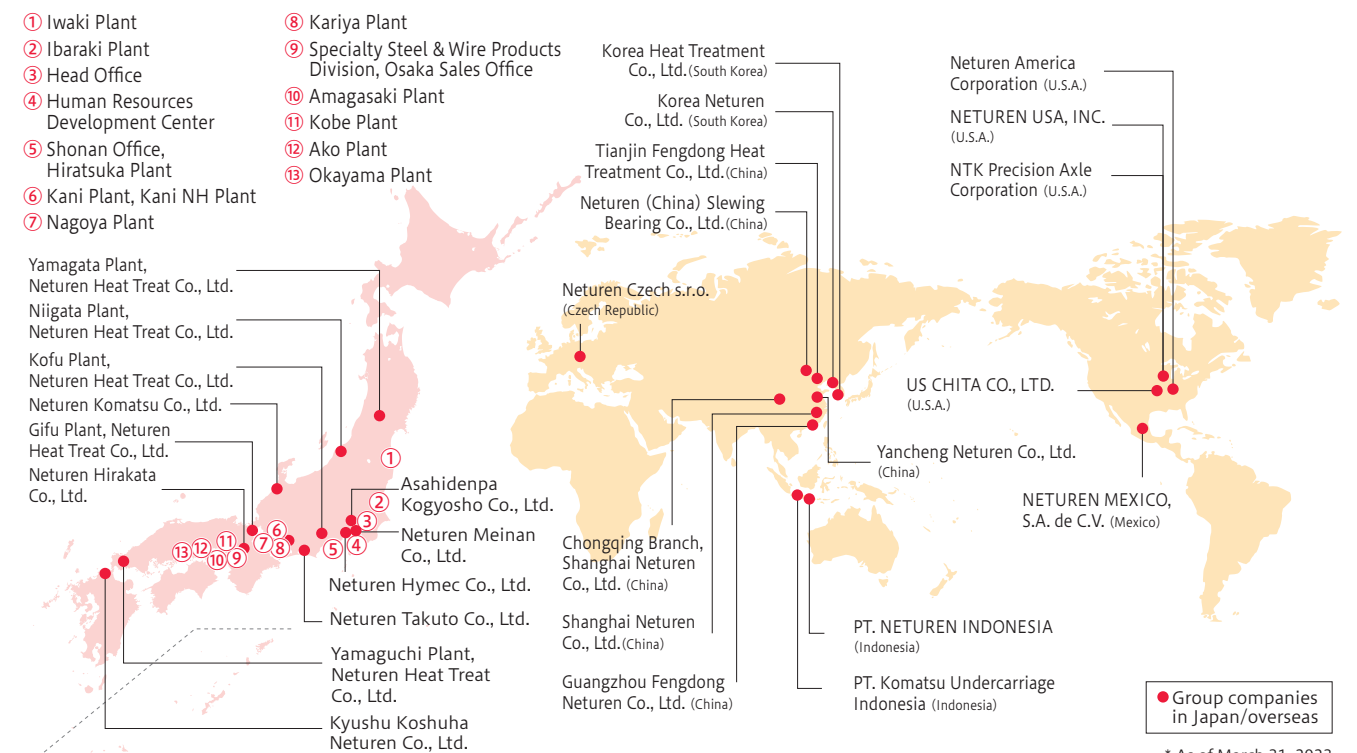 ① Iwaki Plant
② Ibaraki Plant
③ Head Office
④ Human Resources
Development Center
⑤ Shonan Office,
Hiratsuka Plant
⑥ Kani Plant, Kani NH Plant
⑦ Nagoya Plant
⑧ Kariya Plant
⑨ Specialty Steel & Wire Products
Division, Osaka Sales Office
⑩ Amagasaki Plant
⑪ Kobe Plant
⑫ Ako Plant
⑬ Okayama Plant
Yamagata Plant,
Neturen Heat Treat Co., Ltd.
Niigata Plant,
Neturen Heat Treat Co., Ltd.
Kofu Plant,
Neturen Heat Treat Co., Ltd.
Neturen Komatsu Co., Ltd.
Gifu Plant, Neturen
Heat Treat Co., Ltd.
Neturen Hirakata
Co., Ltd.
①
②
③
④
⑤
⑥
⑦
⑧
⑨
⑩
⑪
⑫
⑬
Asahidenpa
Kogyosho Co., Ltd.
Neturen Meinan
Co., Ltd.
Neturen Hymec Co., Ltd.
Neturen Takuto Co., Ltd.
Yamaguchi Plant,
Neturen Heat Treat
Co., Ltd.
Kyushu Koshuha
Neturen Co., Ltd.
Korea Heat Treatment
Co., Ltd. (South Korea)
Korea Neturen
Co., Ltd. (South Korea)
Tianjin Fengdong Heat
Treatment Co., Ltd. (China)
Neturen (China) Slewing
Bearing Co., Ltd. (China)
Neturen Czech s.r.o.
(Czech Republic)
Neturen America
Corporation (U.S.A.)
NETUREN USA, INC.
(U.S.A.)
NTK Precision Axle
Corporation (U.S.A.)
US CHITA CO., LTD.
(U.S.A.)
Yancheng Neturen Co., Ltd.
(China)
NETUREN MEXICO,
S.A. de C.V. (Mexico)
Chongqing Branch,
Shanghai Neturen
Co., Ltd. (China)
Shanghai Neturen
Co., Ltd. (China)
Guangzhou Fengdong
Neturen Co., Ltd. (China)
PT. NETUREN INDONESIA
(Indonesia)
PT. Komatsu Undercarriage
Indonesia (Indonesia)
Group companies
in Japan/overseas
* As of March 31, 2023